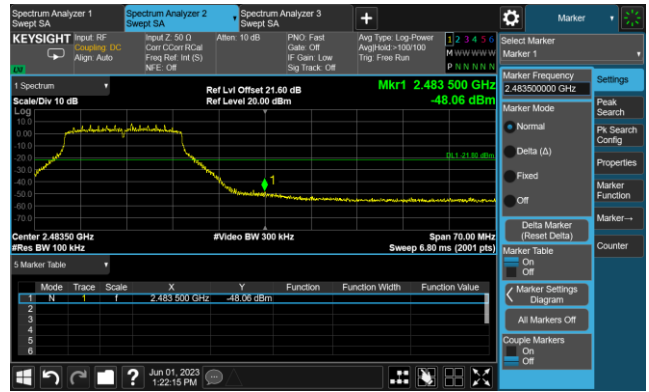 Spectrum Analyzer 1
Swept SA
Spectrum Analyzer 2
Swept SA
Spectrum Analyzer 3
Swept SA
+
Marker
KEYSIGHT
Input: RF
Coupling: DC
Align: Auto
Input Z: 50 Ω
Corr CCorr RCal
Freq Ref: Int (S)
NFE: Off
Atten: 10 dB
PNO: Fast
Gate: Off
IF Gain: Low
Sig Track: Off
Avg Type: Log-Power
Avg|Hold >100/100
Trig: Free Run
1 2 3 4 5 6
M W W W W W
P N N N N N
Select Marker
Marker 1
1 Spectrum
Scale/Div 10 dB
Ref Lvl Offset 21.60 dB
Ref Level 20.00 dBm
Mkr1 2.483 500 GHz
-48.06 dBm
Log
10.0
0.00
-10.0
-20.0
-30.0
-40.0
-50.0
-60.0
-70.0
DL1 -21.80 dBm
1
Center 2.48350 GHz
#Res BW 100 kHz
#Video BW 300 kHz
Span 70.00 MHz
Sweep 6.80 ms (2001 pts)
5 Marker Table
Mode Trace Scale X Y Function Function Width Function Value
1 N 1 f 2.483 500 GHz -48.06 dBm
2
3
4
5
6
Marker Frequency
2.483500000 GHz
Marker Mode
Normal
Delta (Δ)
Fixed
Off
Delta Marker
(Reset Delta)
Marker Table
On
Off
Marker Settings
Diagram
All Markers Off
Couple Markers
On
Off
Settings
Peak
Search
Pk Search
Config
Properties
Marker
Function
Marker→
Counter
?
Jun 01, 2023
1:22:15 PM